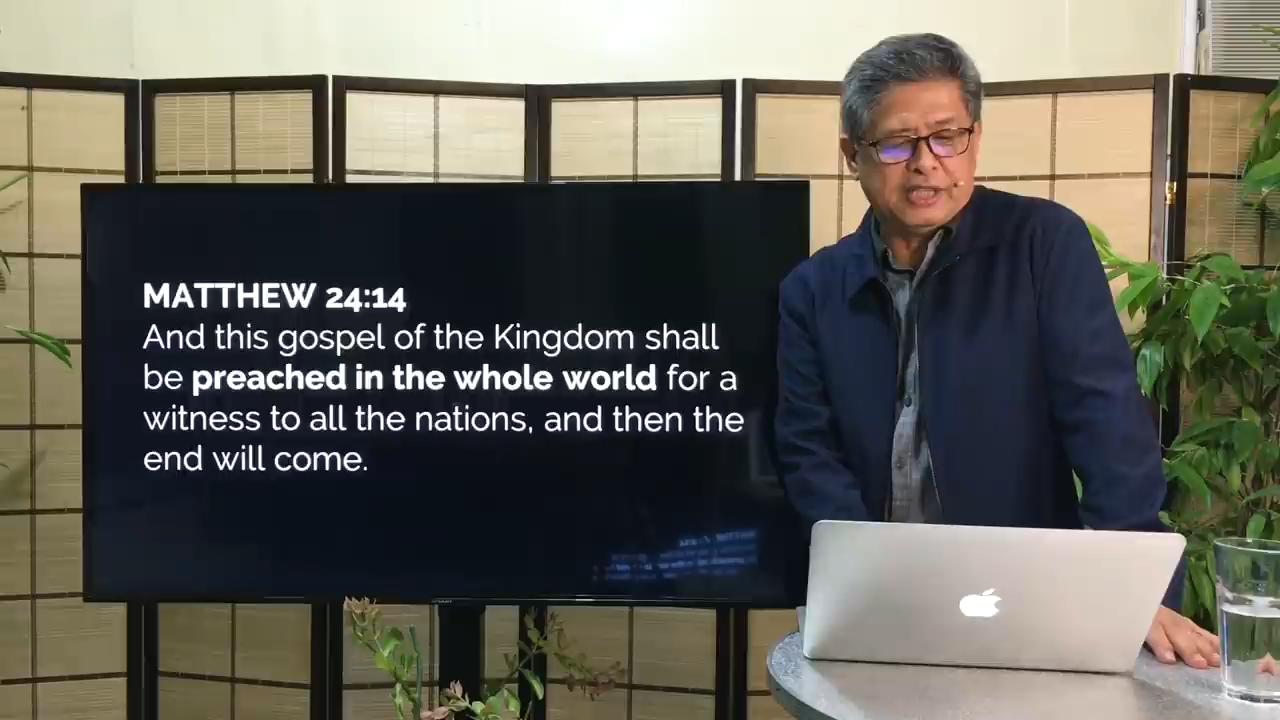 MATTHEW 24:14
And this gospel of the Kingdom shall
be preached in the whole world for a
witness to all the nations, and then the
end will come.